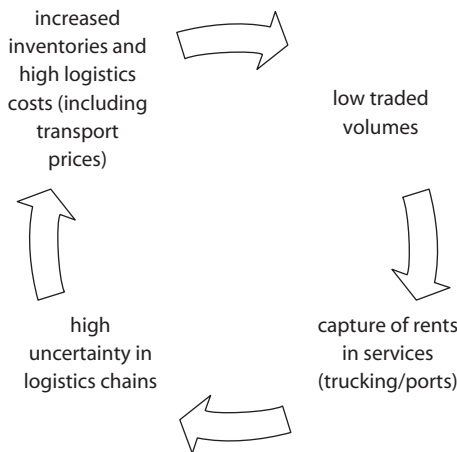 increased
inventories and
high logistics
costs (including
transport
prices)
low traded
volumes
capture of rents
in services
(trucking/ports)
high
uncertainty in
logistics chains